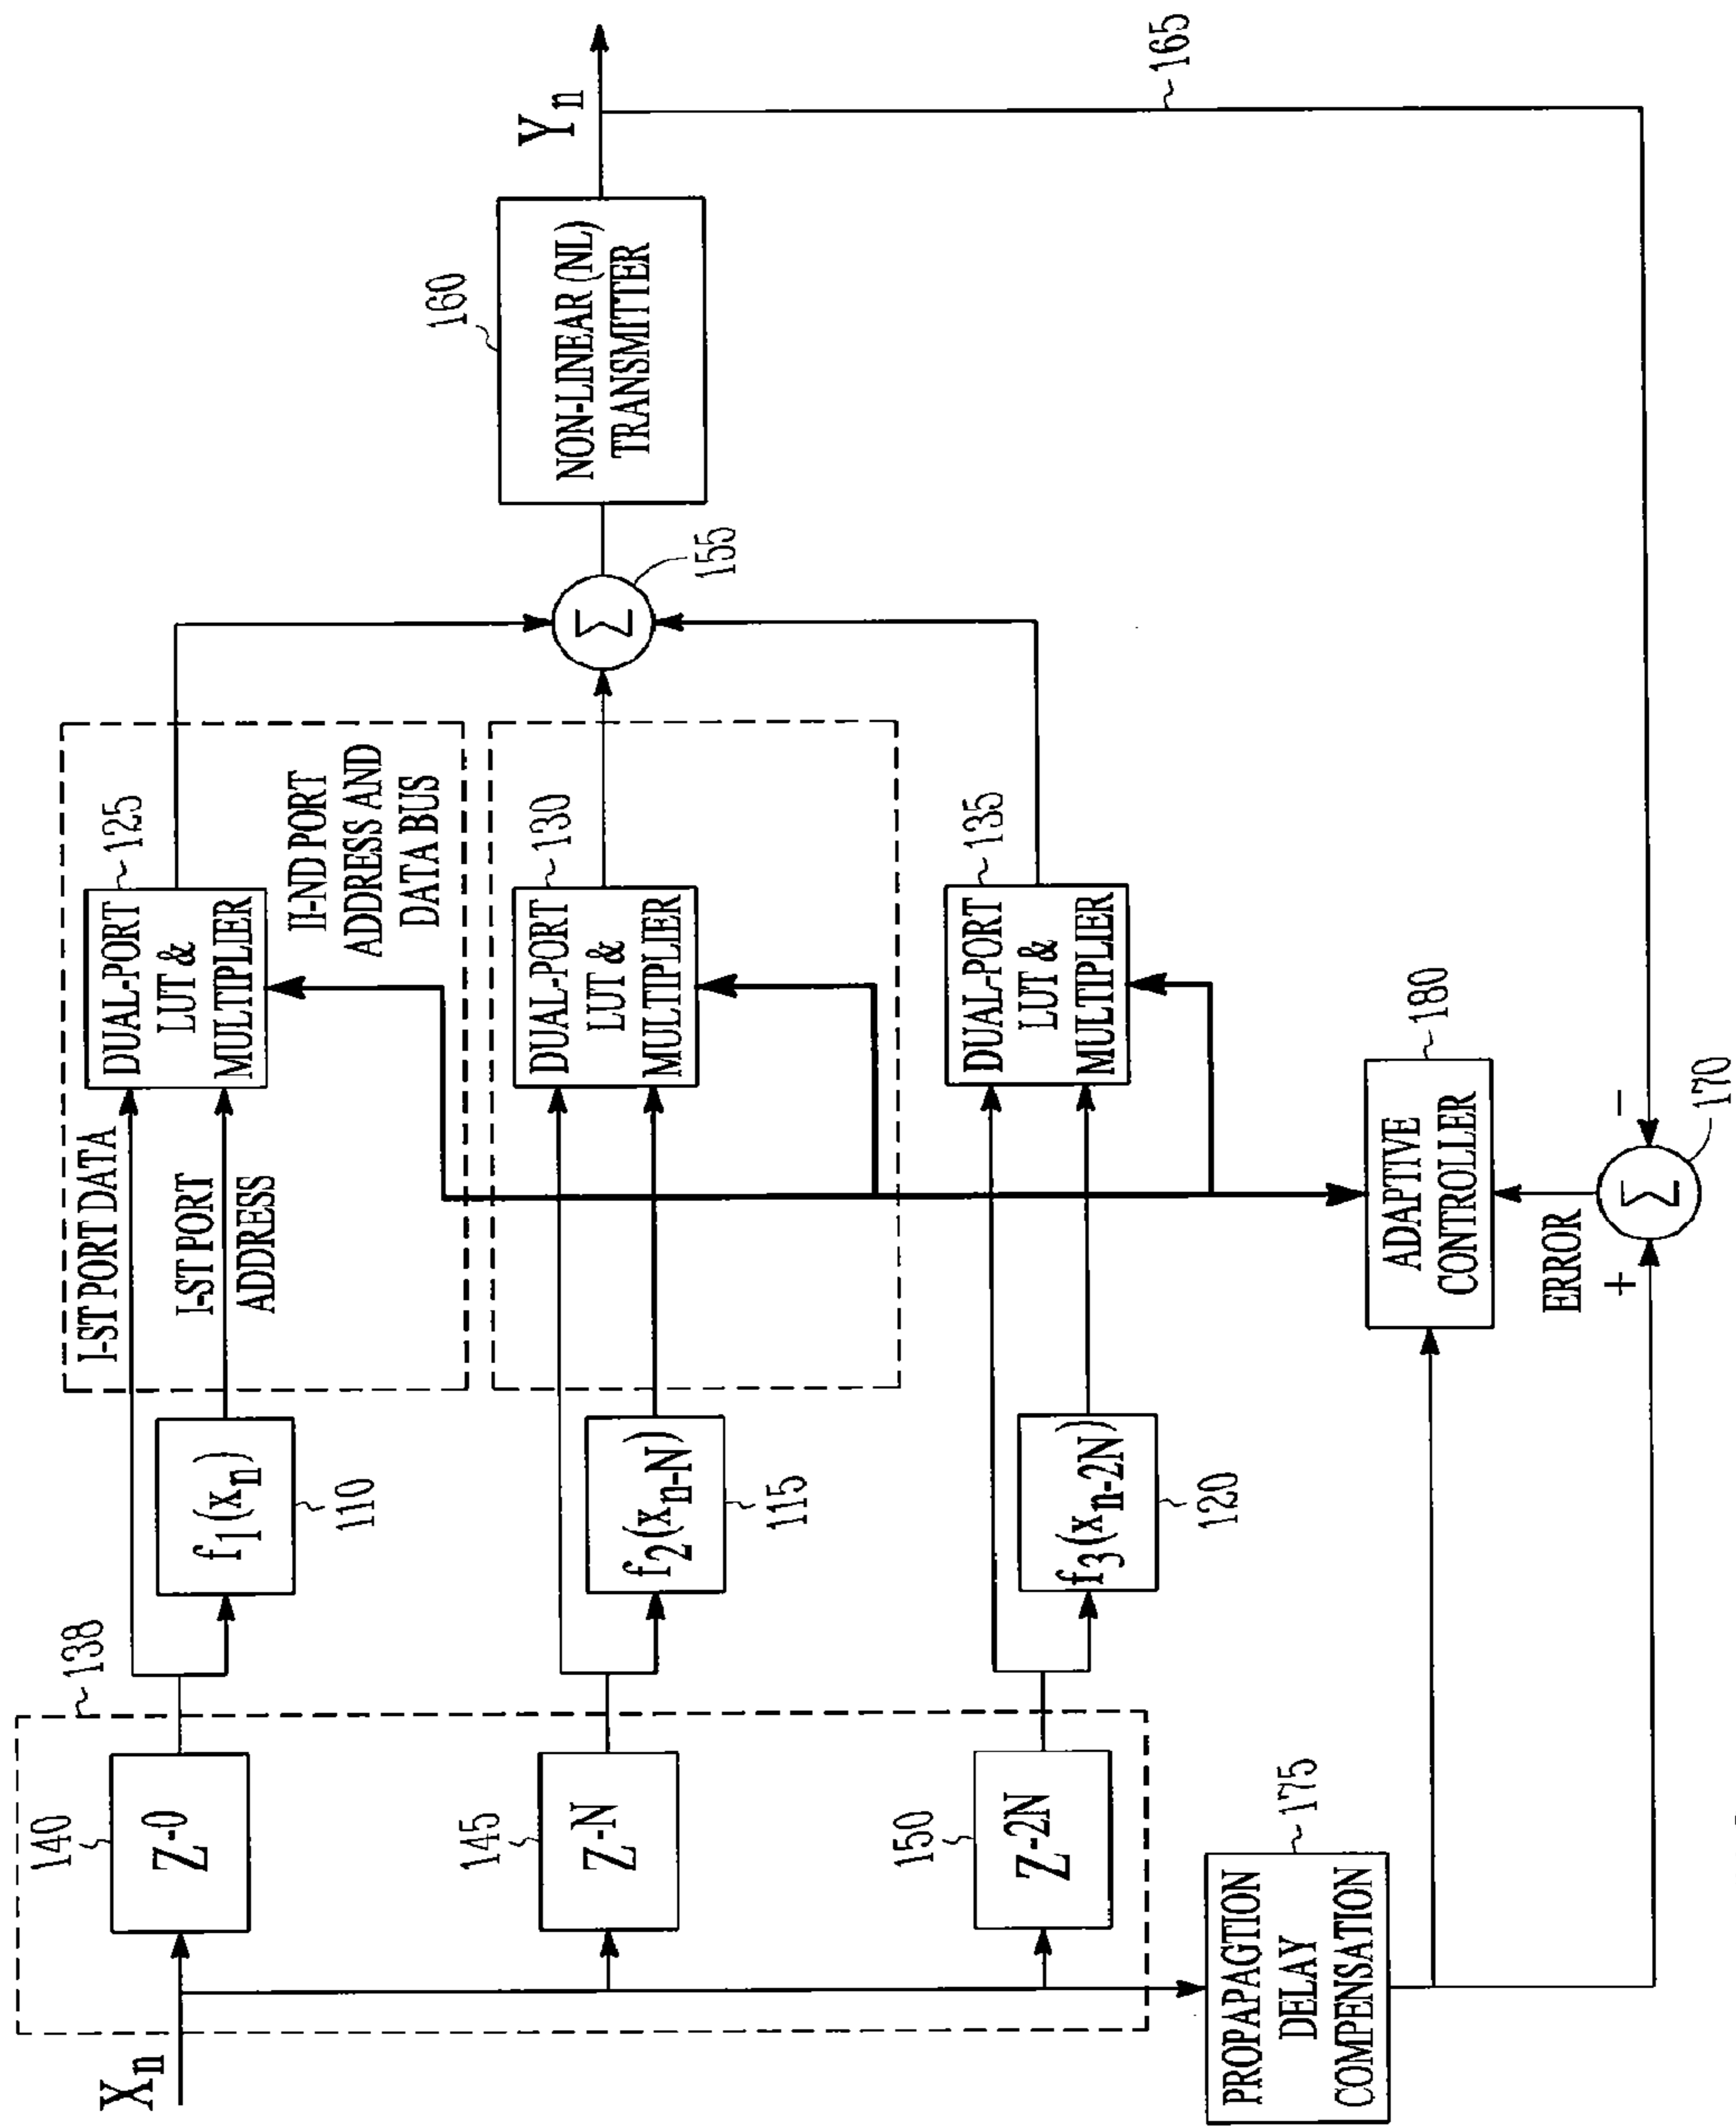 Xn
140
Z-0
138
f1(xn)
110
I-ST PORT DATA
I-ST PORT
ADDRESS
DUAL-PORT
LUT &
MULTIPLIER
125
II-ND PORT
ADDRESS AND
DATA BUS
145
Z-N
f2(xn-N)
115
DUAL-PORT
LUT &
MULTIPLIER
130
Σ
155
160
NON-LINEAR (NL)
TRANSMITTER
Yn
150
Z-2N
f3(xn-2N)
120
DUAL-PORT
LUT &
MULTIPLIER
135
165
PROPAGTION
DELAY
COMPENSATION
175
ADAPTIVE
CONTROLLER
180
ERROR
+
-
Σ
170